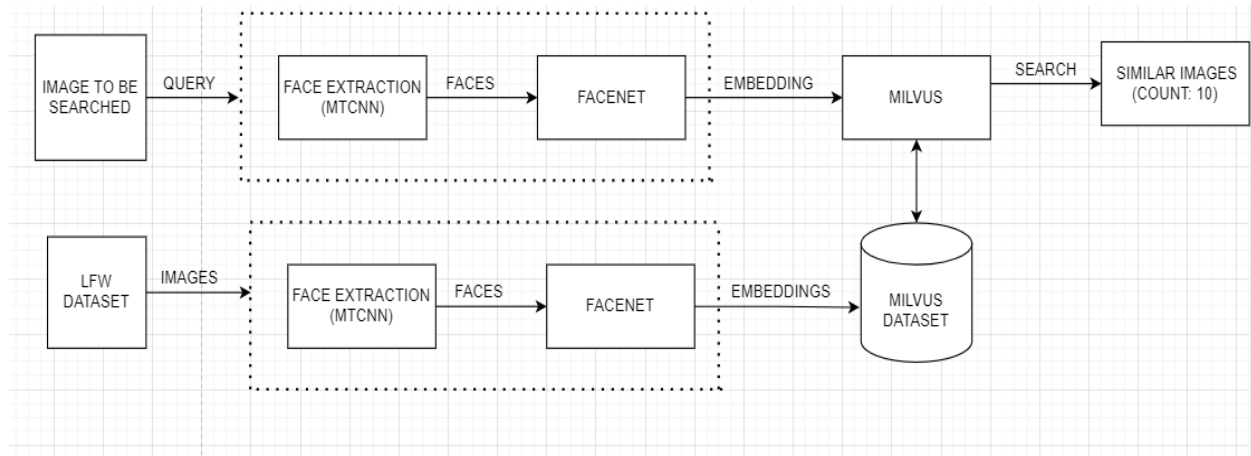 IMAGE TO BE
SEARCHED
QUERY
FACE EXTRACTION
(MTCNN)
FACES
FACENET
EMBEDDING
MILVUS
SEARCH
SIMILAR IMAGES
(COUNT: 10)
LFW
DATASET
IMAGES
FACE EXTRACTION
(MTCNN)
FACES
FACENET
EMBEDDINGS
MILVUS
DATASET